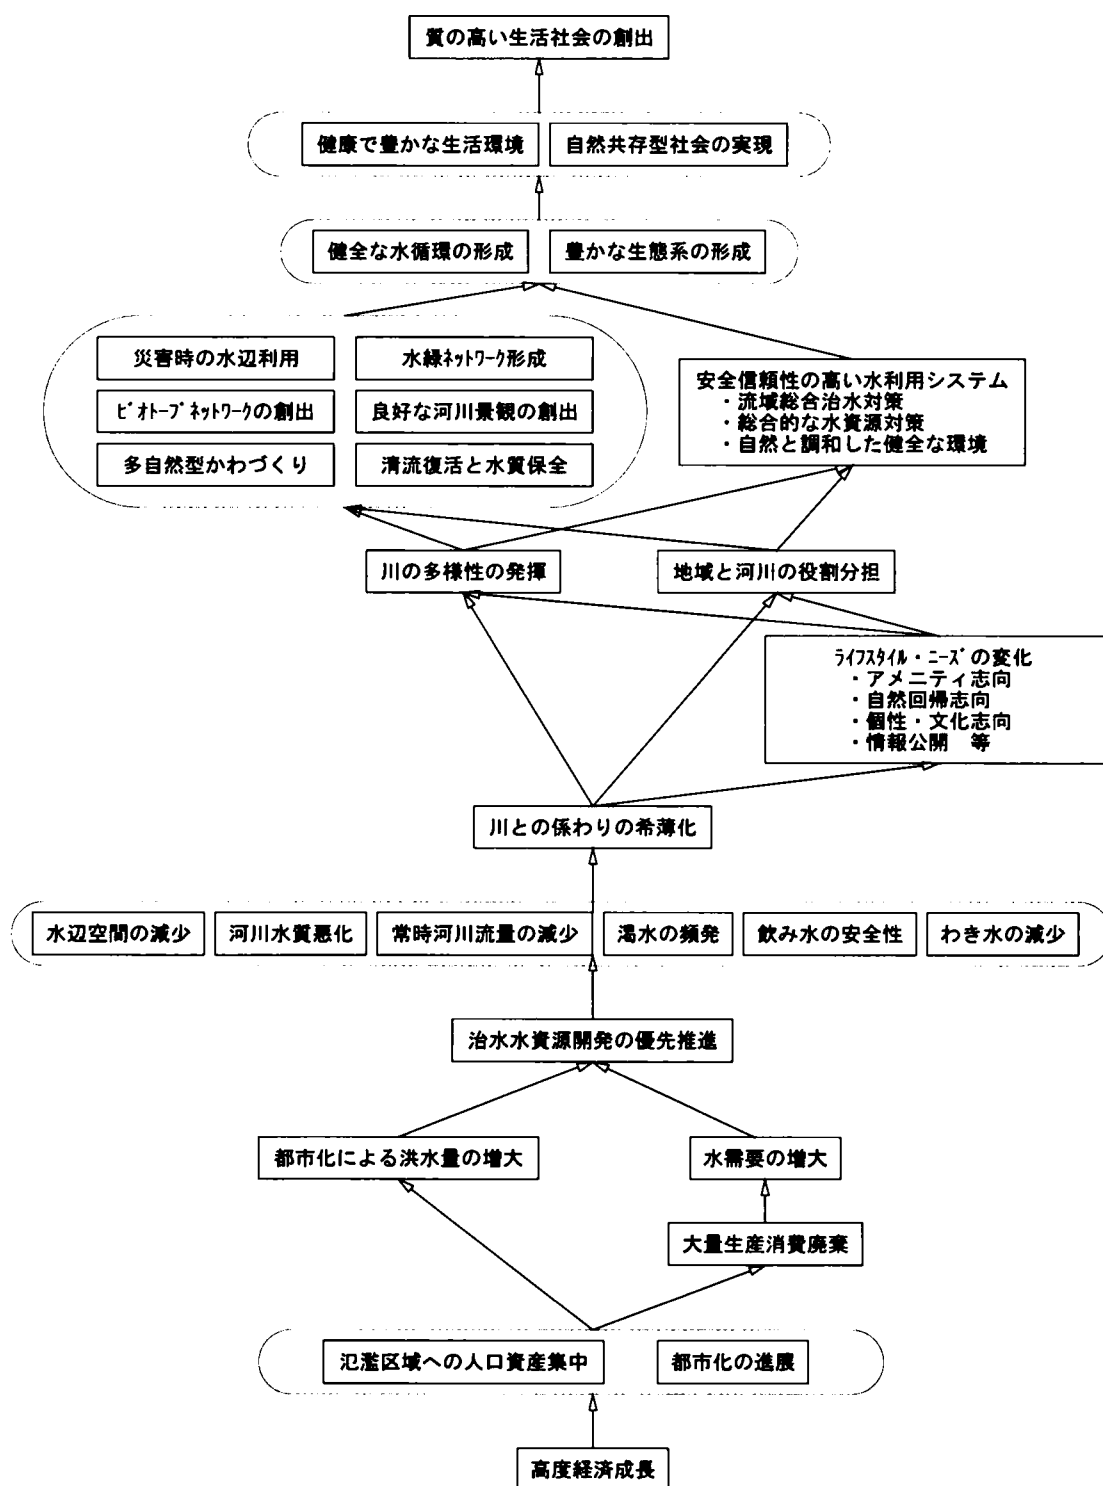 質の高い生活社会の創出
健康で豊かな生活環境
自然共存型社会の実現
健全な水循環の形成
豊かな生態系の形成
災害時の水辺利用
水緑ﾈｯﾄﾜｰｸ形成
ﾋﾞｵﾄｰﾌﾟﾈｯﾄﾜｰｸの創出
良好な河川景観の創出
多自然型かわづくり
清流復活と水質保全
安全信頼性の高い水利用システム
・流域総合治水対策
・総合的な水資源対策
・自然と調和した健全な環境
川の多様性の発揮
地域と河川の役割分担
ﾗｲﾌｽﾀｲﾙ・ﾆｰｽﾞの変化
・アメニティ志向
・自然回帰志向
・個性・文化志向
・情報公開　等
川との係わりの希薄化
水辺空間の減少
河川水質悪化
常時河川流量の減少
渇水の頻発
飲み水の安全性
わき水の減少
治水水資源開発の優先推進
都市化による洪水量の増大
水需要の増大
大量生産消費廃棄
氾濫区域への人口資産集中
都市化の進展
高度経済成長